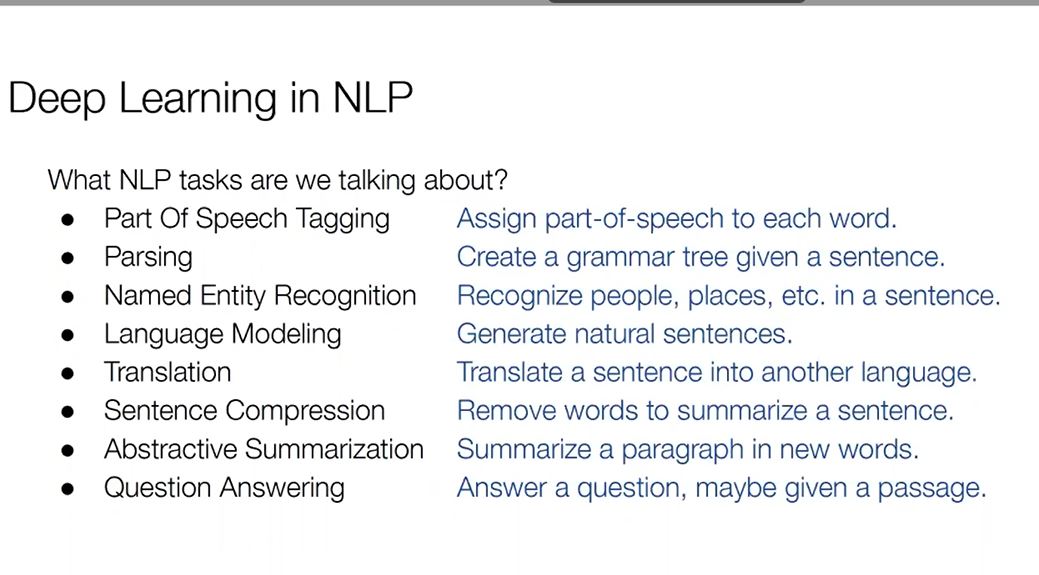 Deep Learning in NLP
What NLP tasks are we talking about?
● Part Of Speech Tagging Assign part-of-speech to each word.
● Parsing Create a grammar tree given a sentence.
● Named Entity Recognition Recognize people, places, etc. in a sentence.
● Language Modeling Generate natural sentences.
● Translation Translate a sentence into another language.
● Sentence Compression Remove words to summarize a sentence.
● Abstractive Summarization Summarize a paragraph in new words.
● Question Answering Answer a question, maybe given a passage.